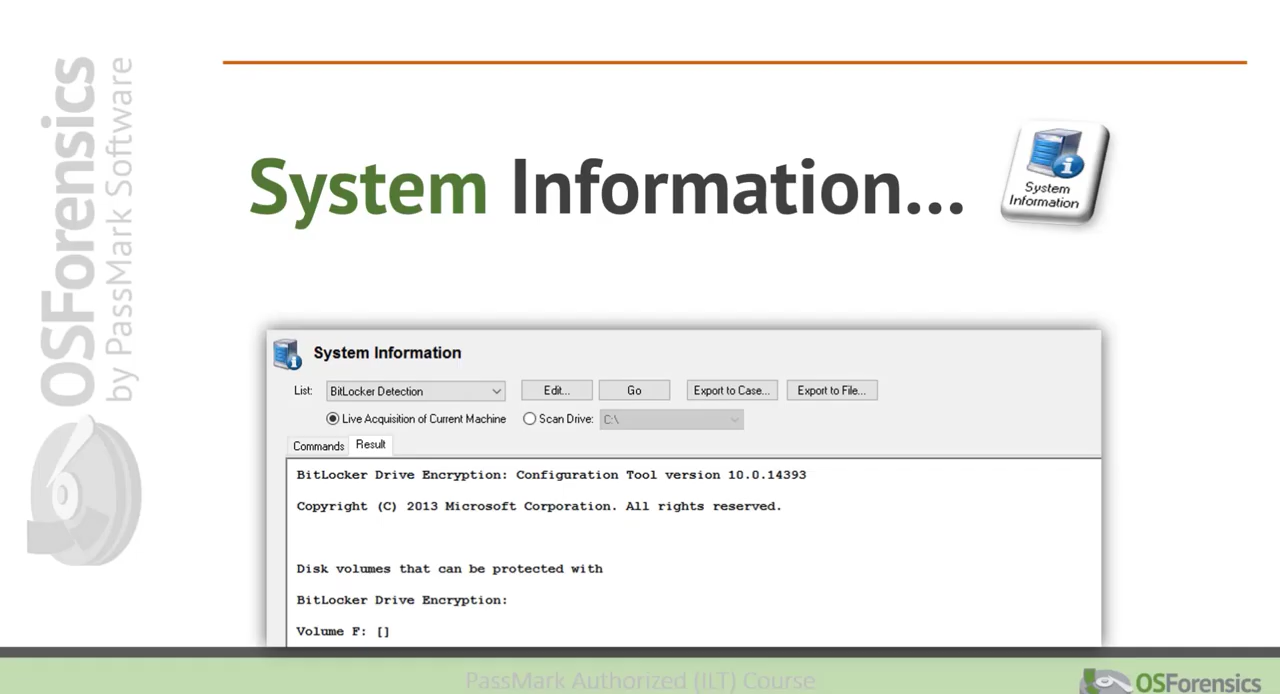 OSForensics
by PassMark Software
System Information...
System
Information
System Information
List: BitLocker Detection Edit... Go Export to Case... Export to File...
Live Acquisition of Current Machine Scan Drive: C:\
Commands Result
BitLocker Drive Encryption: Configuration Tool version 10.0.14393
Copyright (C) 2013 Microsoft Corporation. All rights reserved.
Disk volumes that can be protected with
BitLocker Drive Encryption:
Volume F: []
PassMark Authorized (ILT) Course
OSForensics